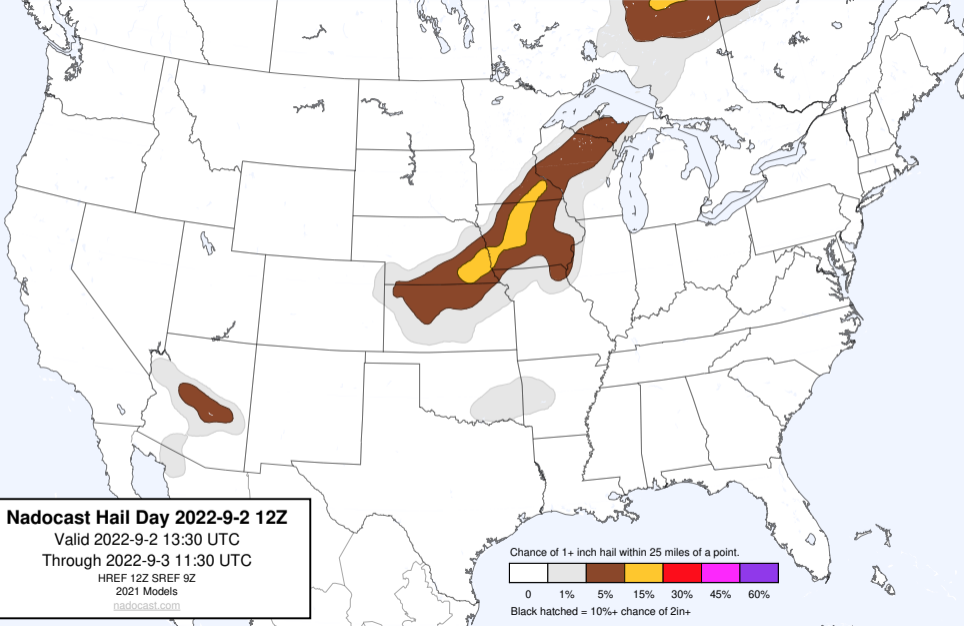 Nadocast Hail Day 2022-9-2 12Z
Valid 2022-9-2 13:30 UTC
Through 2022-9-3 11:30 UTC
HREF 12Z SREF 9Z
2021 Models
nadocast.com
Chance of 1+ inch hail within 25 miles of a point.
0 1% 5% 15% 30% 45% 60%
Black hatched = 10%+ chance of 2in+